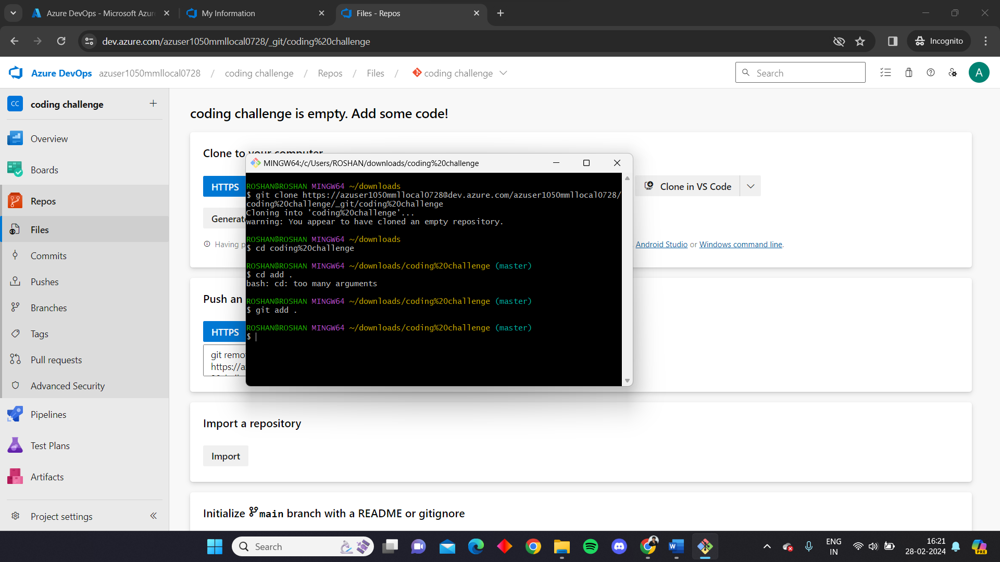 Azure DevOps - Microsoft Azur
My Information
Files - Repos
dev.azure.com/azuser1050mmllocal0728/_git/coding%20challenge
Incognito
Azure DevOps azuser1050mmllocal0728 / coding challenge / Repos / Files / coding challenge
Search
A
CC coding challenge
Overview
Boards
Repos
Files
Commits
Pushes
Branches
Tags
Pull requests
Advanced Security
Pipelines
Test Plans
Artifacts
Project settings
coding challenge is empty. Add some code!
Clone to your computer
HTTPS
Clone in VS Code
Generate
Having p
Android Studio or Windows command line.
MINGW64:/c/Users/ROSHAN/downloads/coding%20challenge
ROSHAN@ROSHAN MINGW64 ~/downloads
$ git clone https://azuser1050mmllocal0728@dev.azure.com/azuser1050mmllocal0728/
coding%20challenge/_git/coding%20challenge
Cloning into 'coding%20challenge'...
warning: You appear to have cloned an empty repository.
ROSHAN@ROSHAN MINGW64 ~/downloads
$ cd coding%20challenge
ROSHAN@ROSHAN MINGW64 ~/downloads/coding%20challenge (master)
$ cd add .
bash: cd: too many arguments
ROSHAN@ROSHAN MINGW64 ~/downloads/coding%20challenge (master)
$ git add .
ROSHAN@ROSHAN MINGW64 ~/downloads/coding%20challenge (master)
$
Push an
HTTPS
git remo
https://a
Import a repository
Import
Initialize main branch with a README or gitignore
Search
ENG
IN
16:21
28-02-2024
PRE